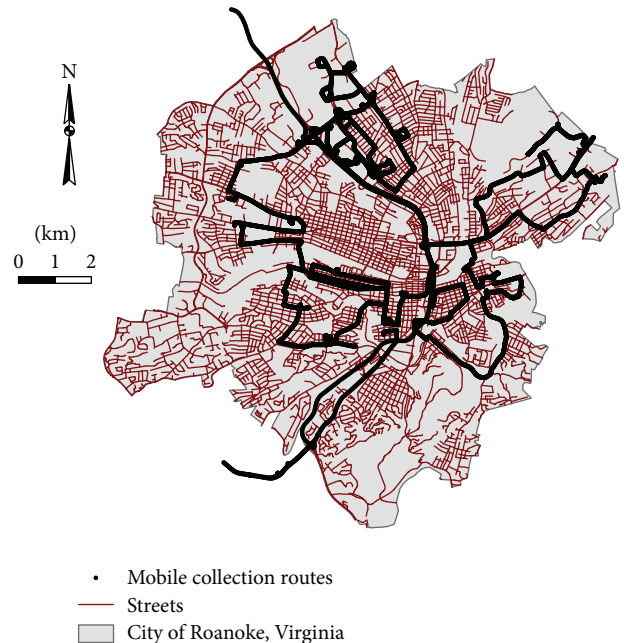 N
(km)
0 1 2
Mobile collection routes
Streets
City of Roanoke, Virginia